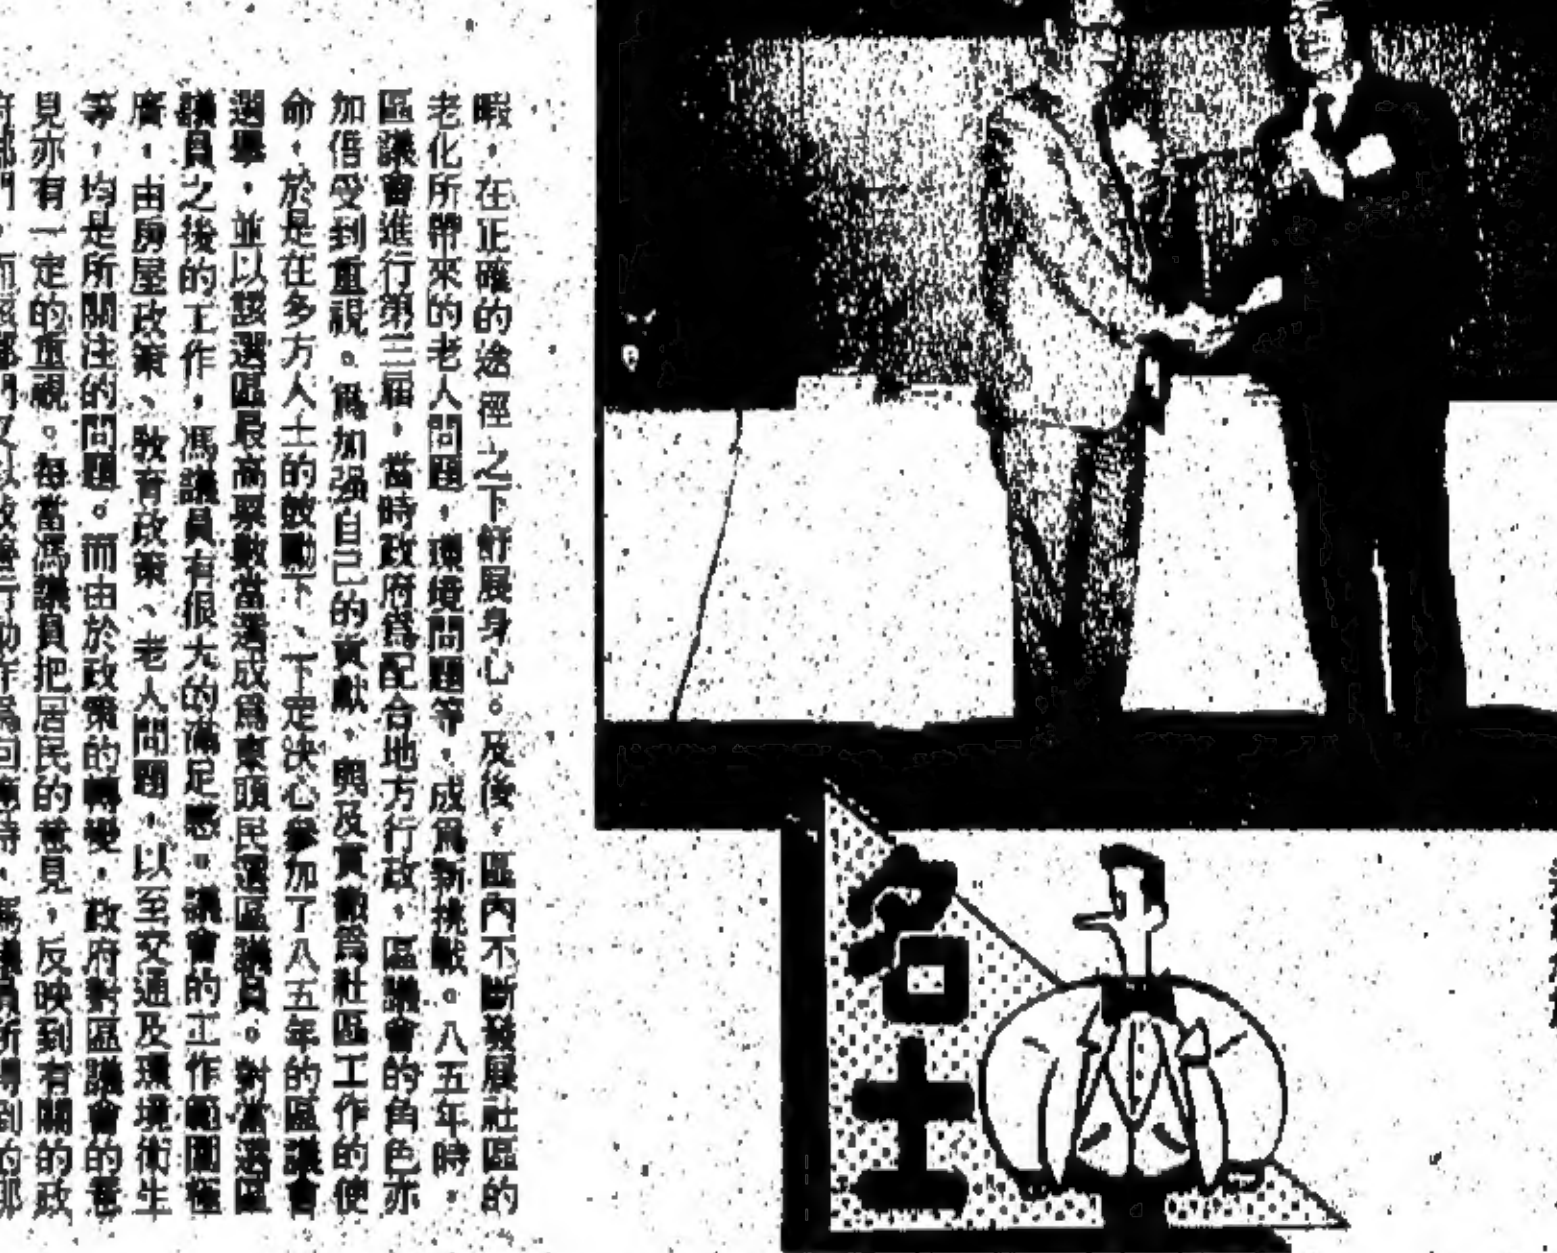 暇，在正確的途徑之下舒展身心。及後，區內不斷發展社區的
老化所帶來的老人問題，環境問題等，成爲新挑戰。八五年時，
區議會進行第三屆，當時政府爲配合地方行政，區議會的角色亦
加倍受到重視。爲加强自己的貢獻，與及貢獻爲社區工作的使
命，於是在多方人士的鼓勵下、下定決心參加了八五年的區議會
選舉，並以該選區最高票數當選成爲東頭民選區議員。對當選區
議員之後的工作，馮議員有很大的滿足感。議會的工作範圍極
廣，由房屋政策、教育政策、老人問題，以至交通及環境衛生
等，均是所關注的問題。而由於政策的轉變，政府對區議會的意
見亦有一定的重視。每當馮議員把居民的意見，反映到有關的政
名士